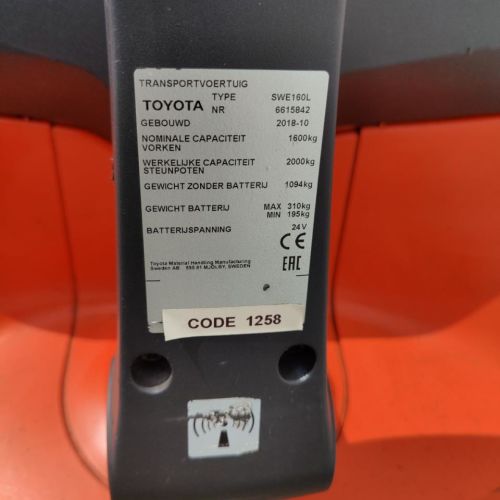 TRANSPORTVOERTUIG
TOYOTA TYPE SWE160L
NR 6615842
GEBOUWD 2018-10
NOMINALE CAPACITEIT 1600kg
VORKEN
WERKELIJKE CAPACITEIT 2000kg
STEUNPOTEN
GEWICHT ZONDER BATTERIJ 1094kg
GEWICHT BATTERIJ MAX 310kg
MIN 195kg
BATTERIJSPANNING 24V
CE
Toyota Material Handling Manufacturing
Sweden AB 595 81 MJÖLBY, SWEDEN
EAC
CODE 1258